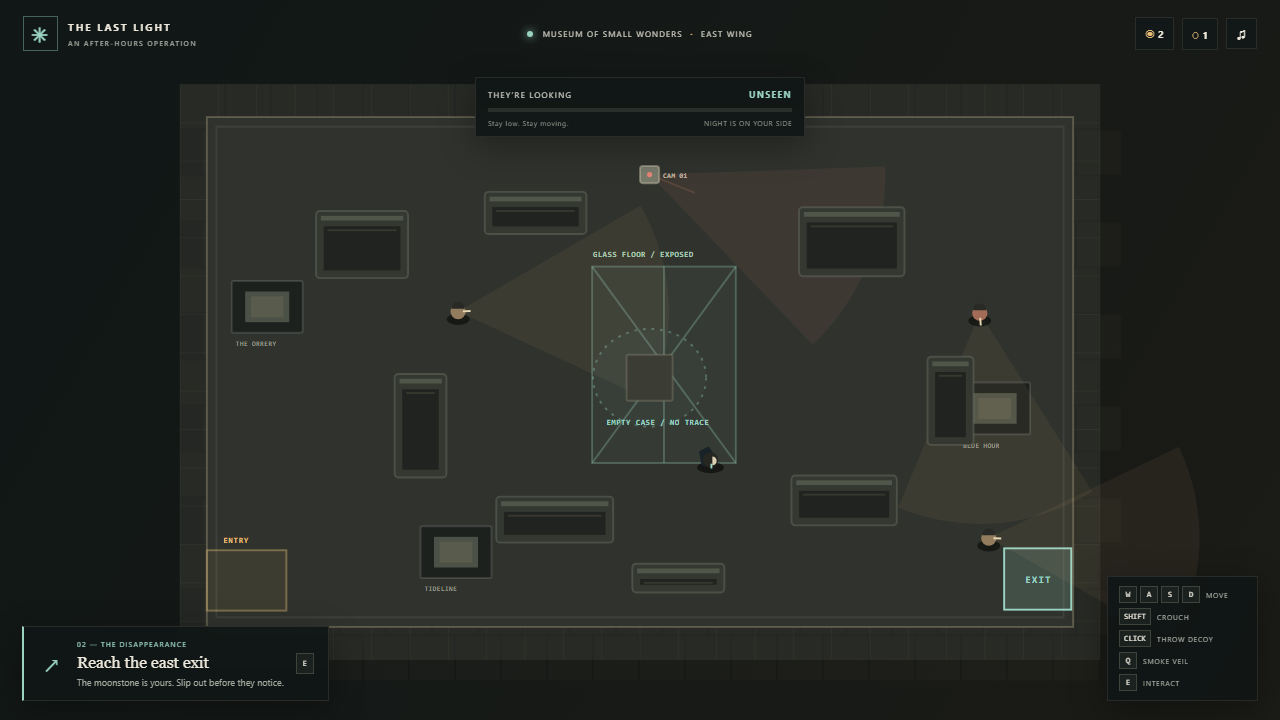 THE LAST LIGHT
AN AFTER-HOURS OPERATION
MUSEUM OF SMALL WONDERS · EAST WING
2
1
THEY'RE LOOKING
UNSEEN
Stay low. Stay moving.
NIGHT IS ON YOUR SIDE
CAM 01
GLASS FLOOR / EXPOSED
THE ORRERY
EMPTY CASE / NO TRACE
BLUE HOUR
ENTRY
TIDELINE
EXIT
02 — THE DISAPPEARANCE
Reach the east exit
E
The moonstone is yours. Slip out before they notice.
W A S D MOVE
SHIFT CROUCH
CLICK THROW DECOY
Q SMOKE VEIL
E INTERACT